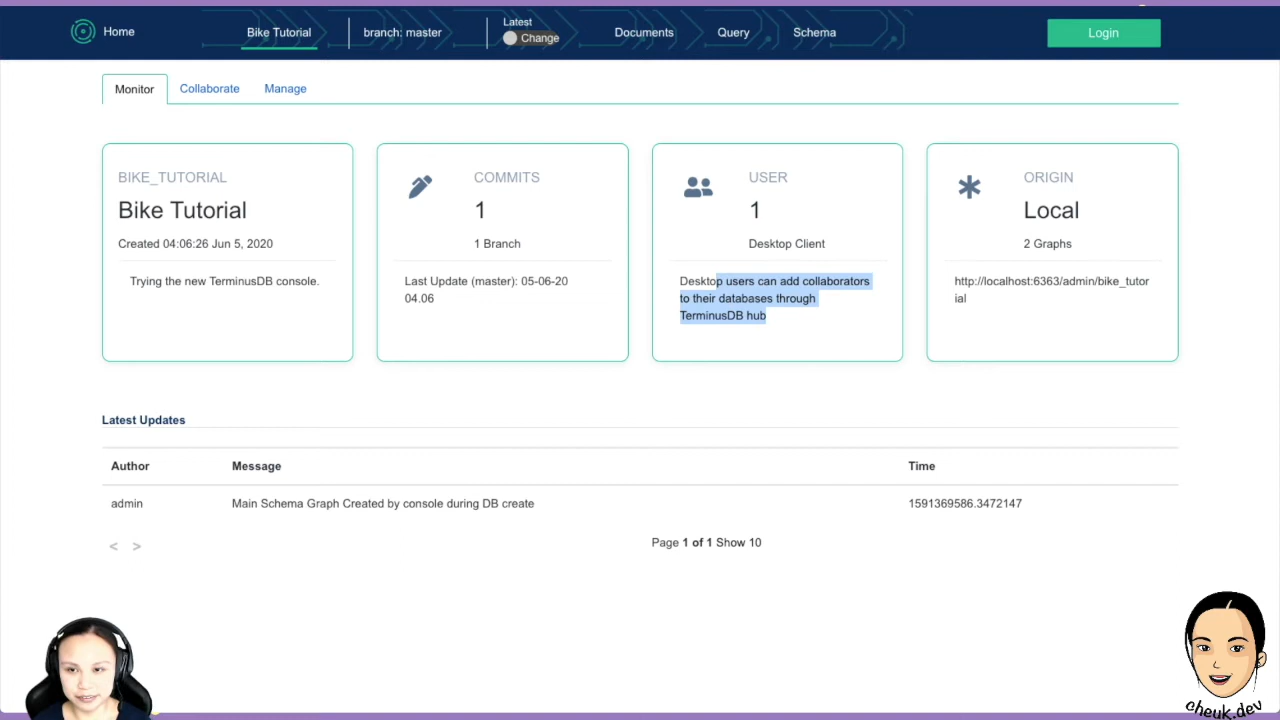 Home
Bike Tutorial
branch: master
Latest
Change
Documents
Query
Schema
Login
Monitor
Collaborate
Manage
BIKE_TUTORIAL
Bike Tutorial
Created 04:06:26 Jun 5, 2020
Trying the new TerminusDB console.
COMMITS
1
1 Branch
Last Update (master): 05-06-20
04.06
USER
1
Desktop Client
Desktop users can add collaborators
to their databases through
TerminusDB hub
ORIGIN
Local
2 Graphs
http://localhost:6363/admin/bike_tutor
ial
Latest Updates
Author Message Time
admin Main Schema Graph Created by console during DB create 1591369586.3472147
< > Page 1 of 1 Show 10
cheuk.dev